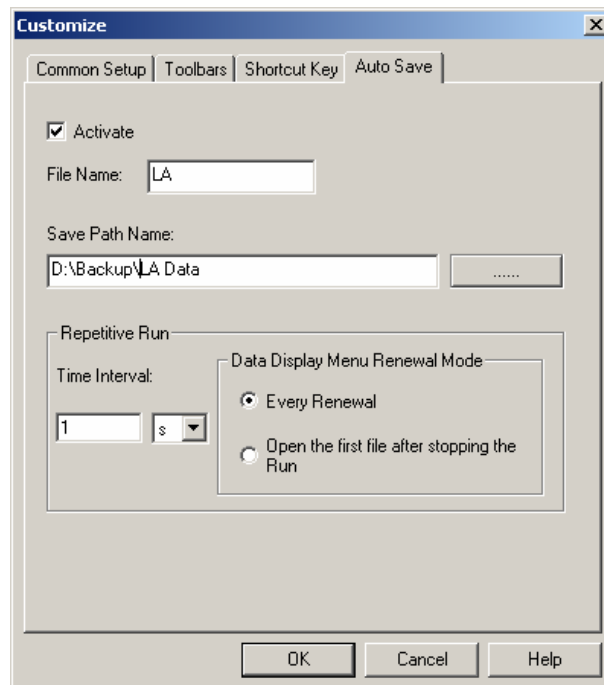 Customize
Common Setup Toolbars Shortcut Key Auto Save
Activate
File Name: LA
Save Path Name:
D:\Backup\LA Data ......
Repetitive Run
Time Interval:
1 s
Data Display Menu Renewal Mode
Every Renewal
Open the first file after stopping the
Run
OK Cancel Help